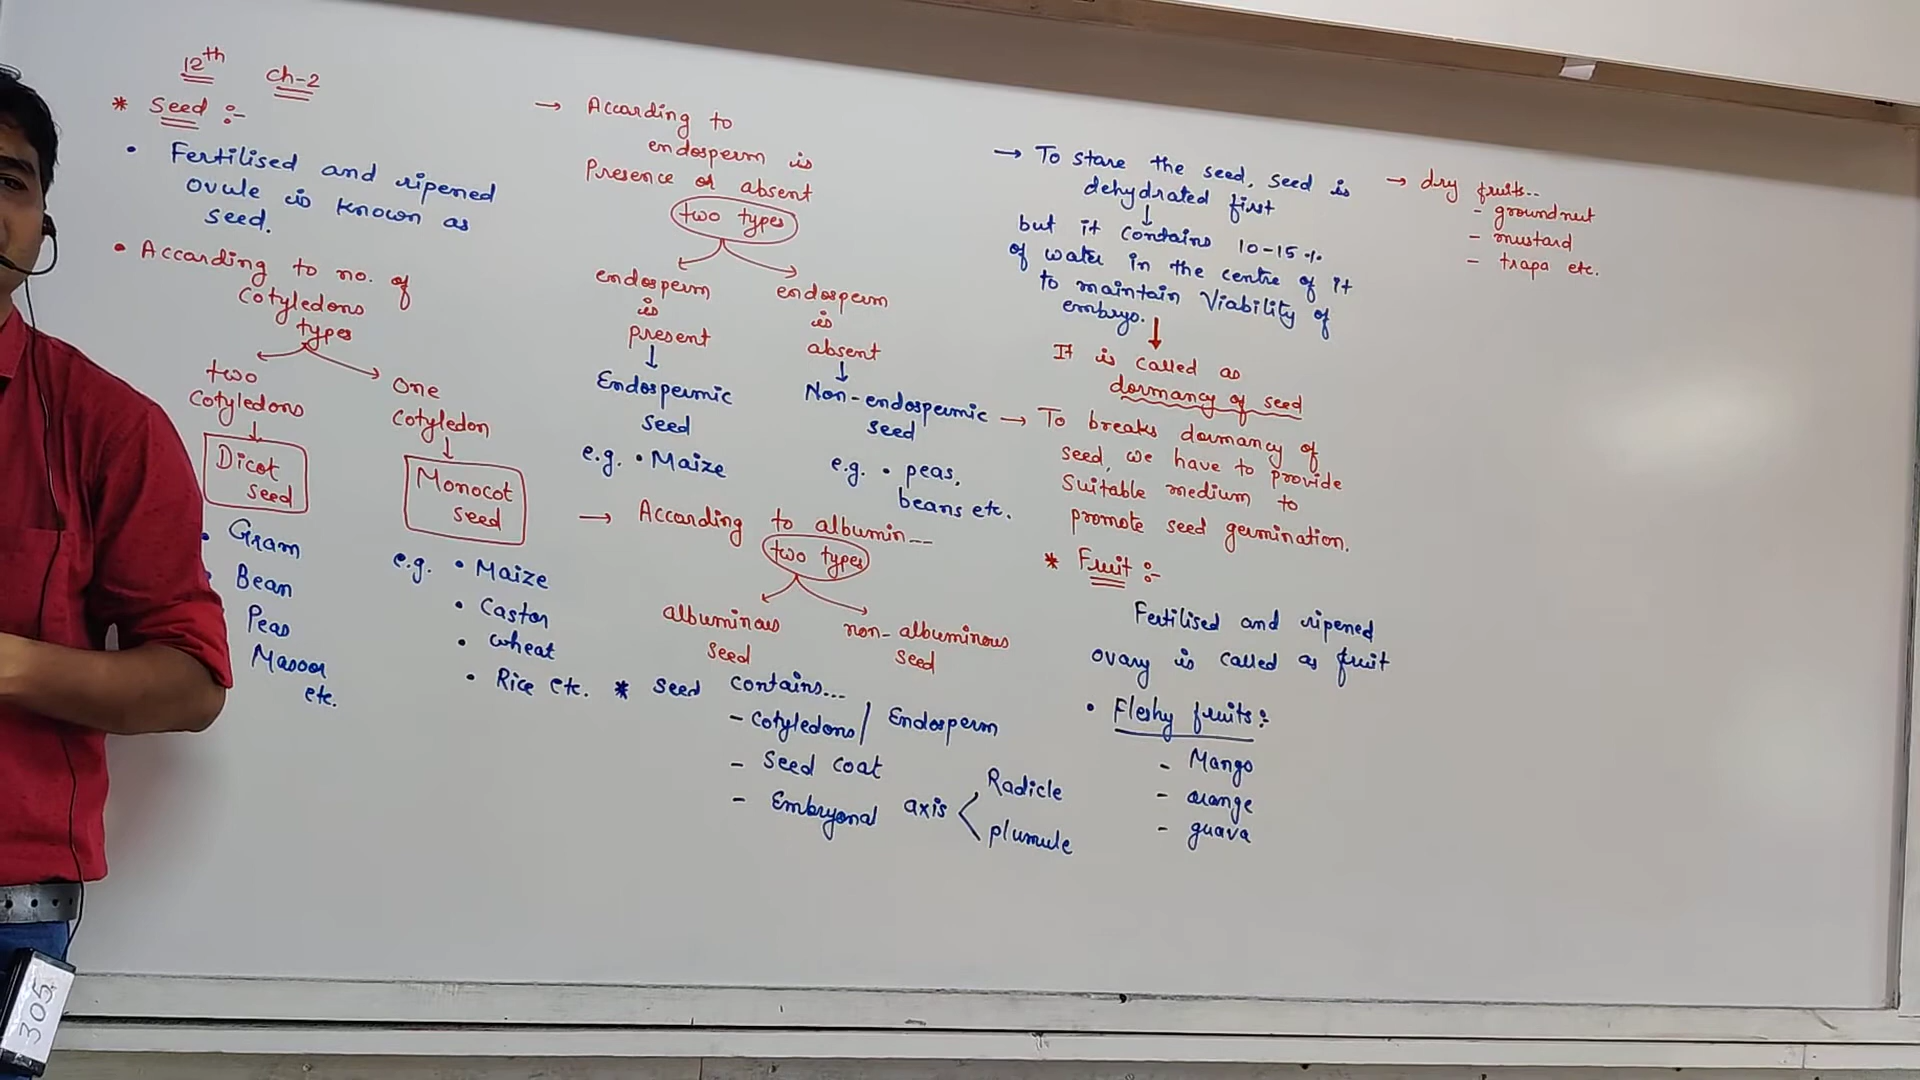 12th ch-2
* Seed :-
• Fertilised and ripened
ovule is known as
seed.
• According to no. of
Cotyledons
types
two
Cotyledons
Dicot
seed
Gram
Bean
Peas
Masoor
etc.
One
Cotyledon
Monocot
seed
e.g. • Maize
• Castor
• wheat
• Rice etc.
→ According to
endosperm is
Presence or absent
two types
endosperm
is
present
Endospermic
seed
e.g. • Maize
endosperm
is
absent
Non-endospermic
seed
e.g. • peas,
beans etc.
→ According to albumin--
two types
albuminous
seed
non-albuminous
seed
* Seed contains...
- Cotyledons/ Endosperm
- Seed coat
- Embryonal axis < Radicle
plumule
→ To store the seed, seed is
dehydrated first
but it contains 10-15%
of water in the centre of it
to maintain Viability of
embryo.
It is called as
dormancy of seed
→ To breaks dormancy of
seed, we have to provide
suitable medium to
promote seed germination.
* Fruit :-
Fertilised and ripened
ovary is called as fruit
• Fleshy fruits:
- Mango
- orange
- guava
→ dry fruits..
- groundnut
- mustard
- trapa etc.
305